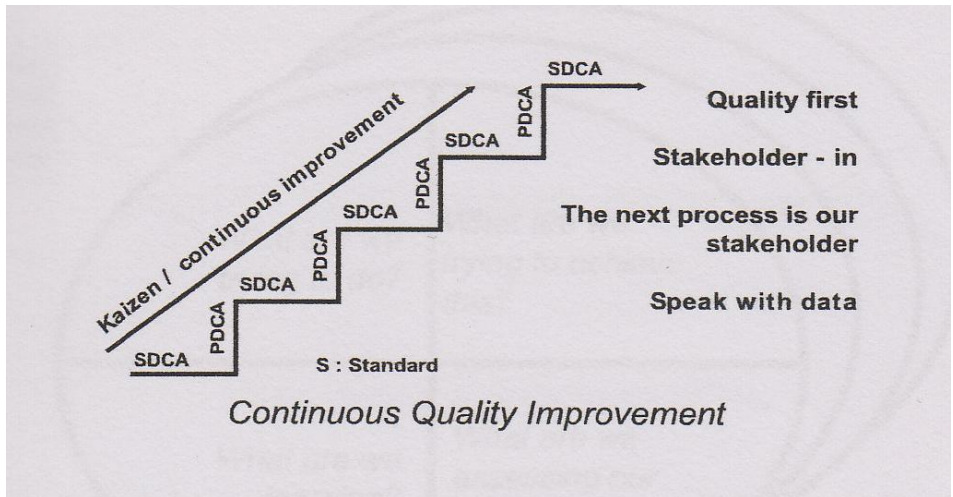 SDCA
PDCA
Quality first
SDCA
PDCA
Stakeholder - in
SDCA
PDCA
The next process is our
stakeholder
SDCA
PDCA
Speak with data
SDCA
Kaizen / continuous improvement
S : Standard
Continuous Quality Improvement